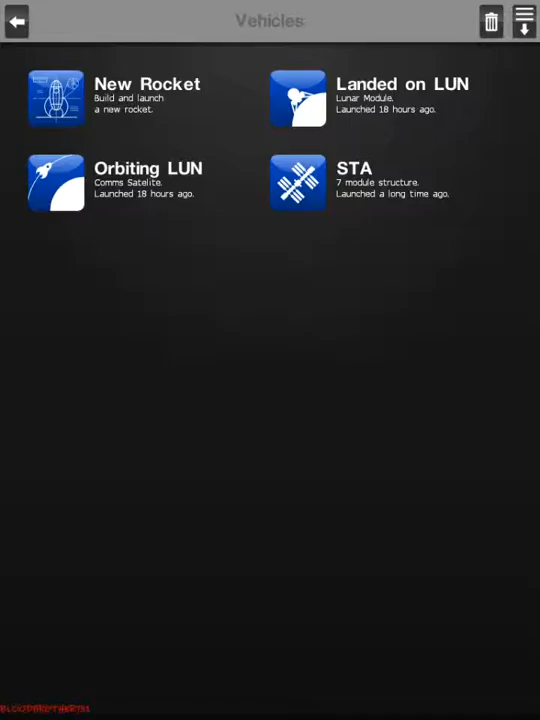 Vehicles
New Rocket
Build and launch
a new rocket.
Landed on LUN
Lunar Module.
Launched 18 hours ago.
Orbiting LUN
Comms Satelite.
Launched 18 hours ago.
STA
7 module structure.
Launched a long time ago.